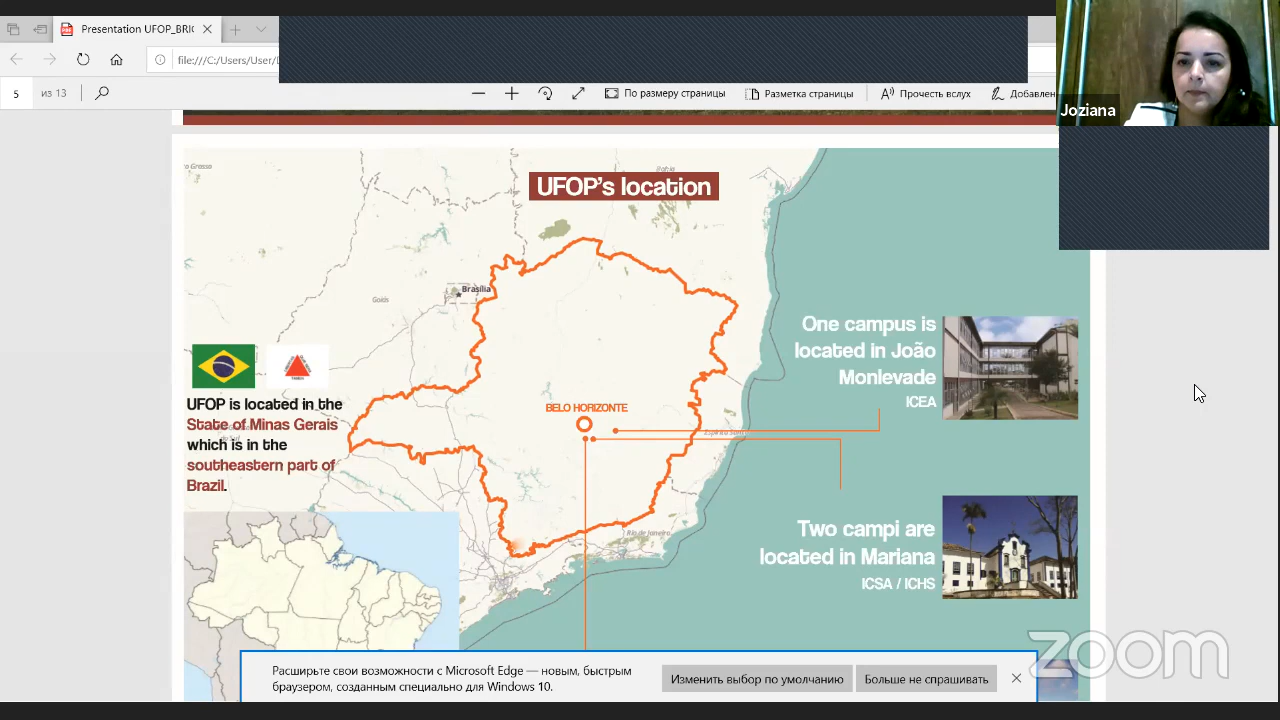 Presentation UFOP_BRI
file:///C:/Users/User/
5 из 13
По размеру страницы
Разметка страницы
Прочесть вслух
Добавлен
Joziana
UFOP's location
Bahia
Brasília
Goiás
One campus is
located in João
Monlevade
ICEA
BELO HORIZONTE
UFOP is located in the
State of Minas Gerais
which is in the
southeastern part of
Brazil.
Espírito Santo
Rio de Janeiro
Two campi are
located in Mariana
ICSA / ICHS
Расширьте свои возможности с Microsoft Edge — новым, быстрым
браузером, созданным специально для Windows 10.
Изменить выбор по умолчанию
Больше не спрашивать
zoom